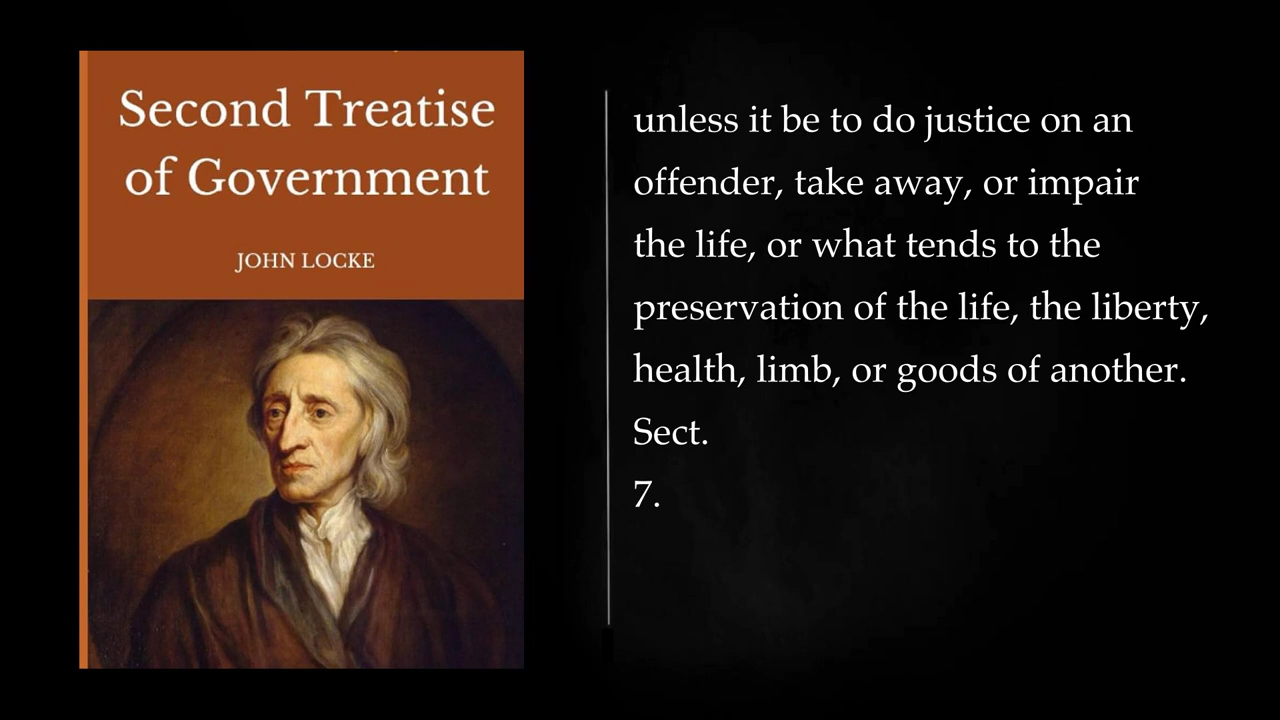 Second Treatise
of Government
JOHN LOCKE
unless it be to do justice on an
offender, take away, or impair
the life, or what tends to the
preservation of the life, the liberty,
health, limb, or goods of another.
Sect.
7.